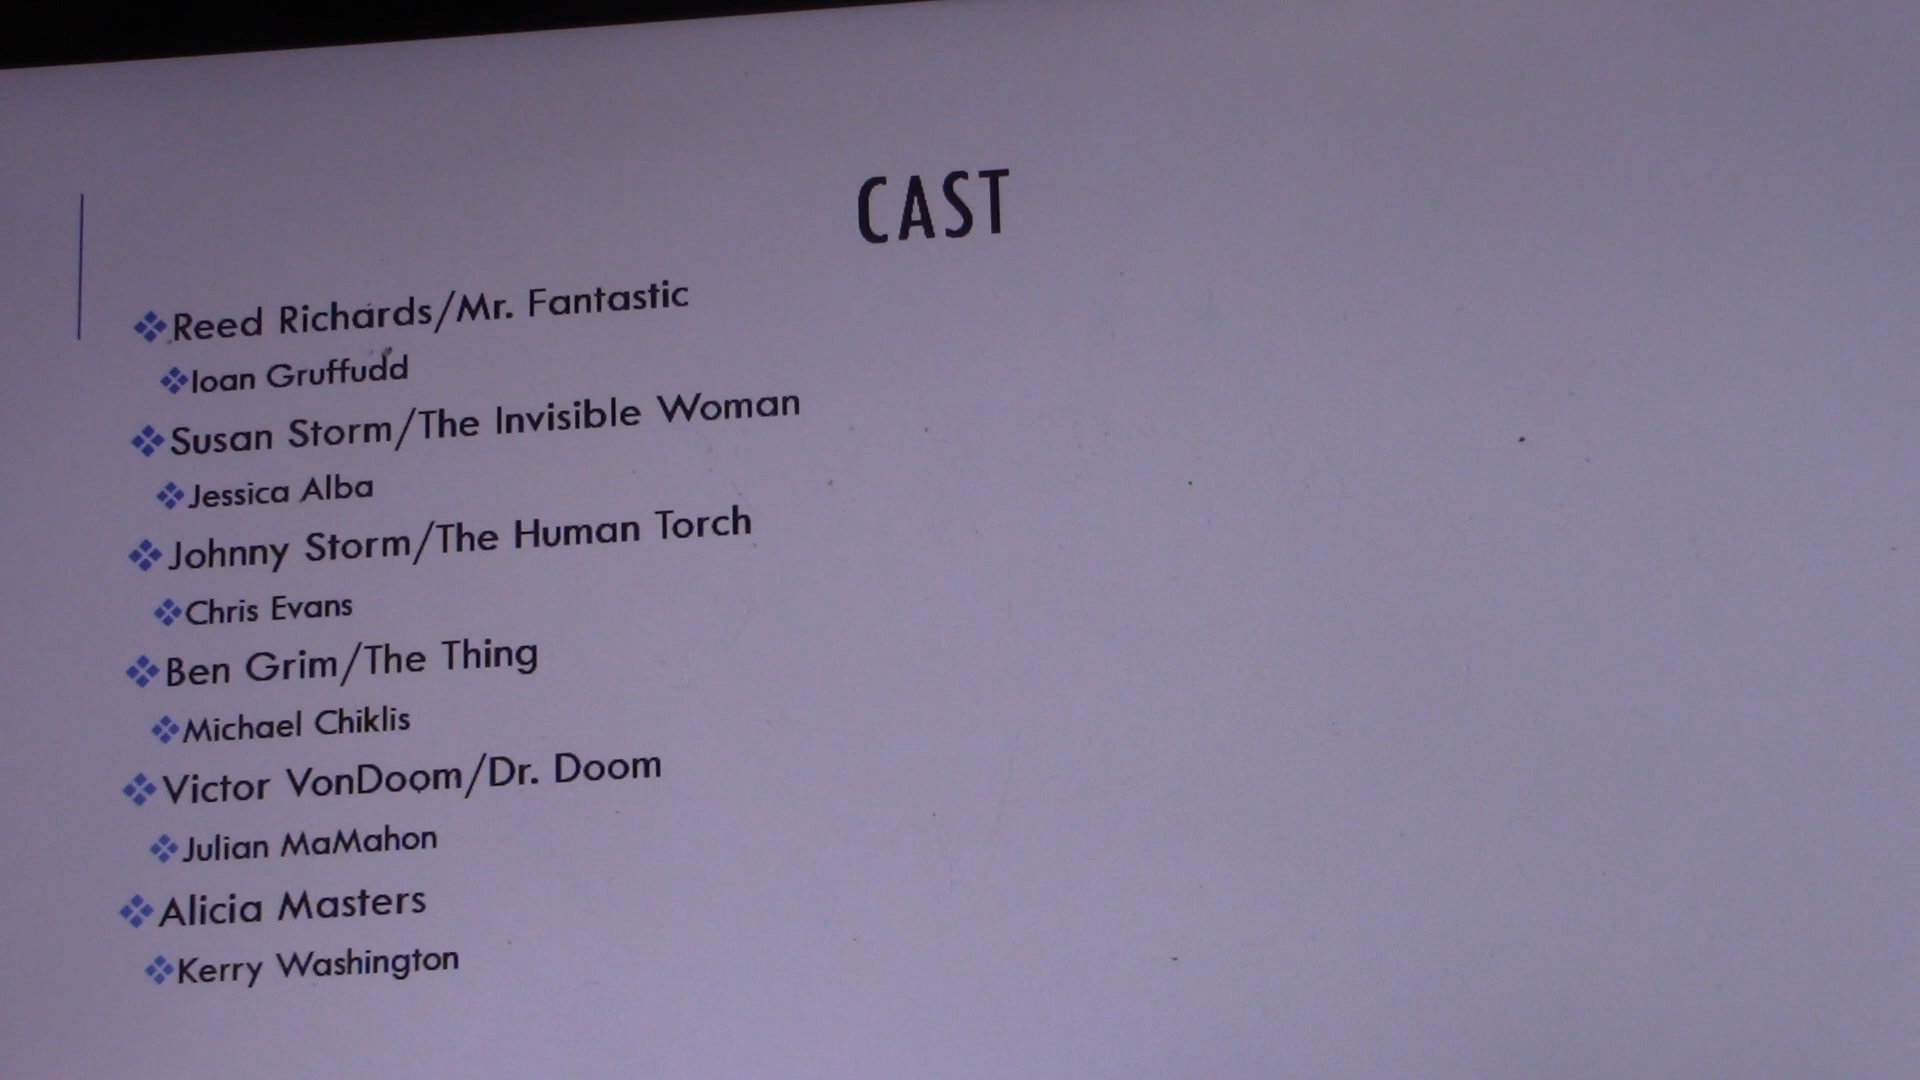 CAST
Reed Richards/Mr. Fantastic
Ioan Gruffudd
Susan Storm/The Invisible Woman
Jessica Alba
Johnny Storm/The Human Torch
Chris Evans
Ben Grim/The Thing
Michael Chiklis
Victor VonDoom/Dr. Doom
Julian MaMahon
Alicia Masters
Kerry Washington